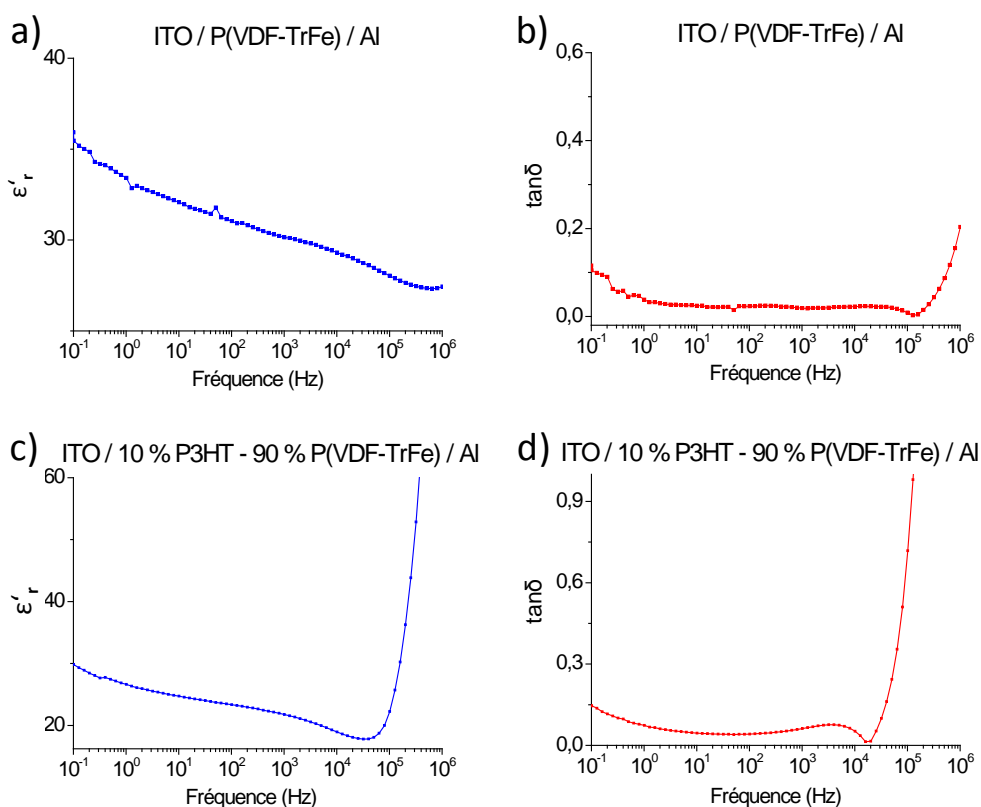 a) ITO / P(VDF-TrFe) / Al
40
30
ε'r
10⁻¹ 10⁰ 10¹ 10² 10³ 10⁴ 10⁵ 10⁶
Fréquence (Hz)
b) ITO / P(VDF-TrFe) / Al
0,6
0,4
0,2
0,0
tanδ
10⁻¹ 10⁰ 10¹ 10² 10³ 10⁴ 10⁵ 10⁶
Fréquence (Hz)
c) ITO / 10 % P3HT - 90 % P(VDF-TrFe) / Al
60
40
20
ε'r
10⁻¹ 10⁰ 10¹ 10² 10³ 10⁴ 10⁵ 10⁶
Fréquence (Hz)
d) ITO / 10 % P3HT - 90 % P(VDF-TrFe) / Al
0,9
0,6
0,3
0,0
tanδ
10⁻¹ 10⁰ 10¹ 10² 10³ 10⁴ 10⁵ 10⁶
Fréquence (Hz)